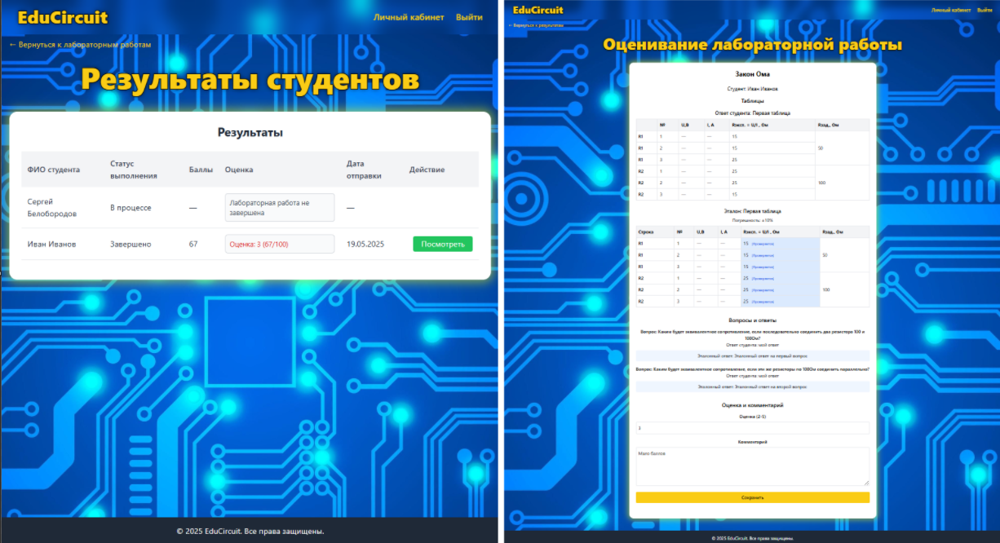 EduCircuit
Личный кабинет Выйти
← Вернуться к лабораторным работам
Результаты студентов
Результаты
ФИО студента Статус выполнения Баллы Оценка Дата отправки Действие
Сергей Белобородов В процессе — Лабораторная работа не завершена —
Иван Иванов Завершено 67 Оценка: 3 (67/100) 19.05.2025 Посмотреть
© 2025 EduCircuit. Все права защищены.
EduCircuit
Личный кабинет Выйти
← Вернуться к результатам
Оценивание лабораторной работы
Закон Ома
Студент: Иван Иванов
Таблицы
Ответ студента: Первая таблица
№ U,В I, А Rэксп. = U/I , Ом Rзад., Ом
R1 1 — — 15
R1 2 — — 15 50
R1 3 — — 25
R2 1 — — 25
R2 2 — — 25 100
R2 3 — — 15
Эталон: Первая таблица
Погрешность: ±10%
Строка № U,В I, А Rэксп. = U/I , Ом Rзад., Ом
R1 1 — — 15 (Проверяется)
R1 2 — — 15 (Проверяется) 50
R1 3 — — 15 (Проверяется)
R2 1 — — 25 (Проверяется)
R2 2 — — 25 (Проверяется) 100
R2 3 — — 25 (Проверяется)
Вопросы и ответы
Вопрос: Каким будет эквивалентное сопротивление, если последовательно соединить два резистора 100 и
100Ом?
Ответ студента: мой ответ
Эталонный ответ: Эталонный ответ на первый вопрос
Вопрос: Каким будет эквивалентное сопротивление, если эти же резисторы по 100Ом соединить параллельно?
Ответ студента: мой ответ
Эталонный ответ: Эталонный ответ на второй вопрос
Оценка и комментарий
Оценка (2-5)
3
Комментарий
Мало баллов
Сохранить
© 2025 EduCircuit. Все права защищены.